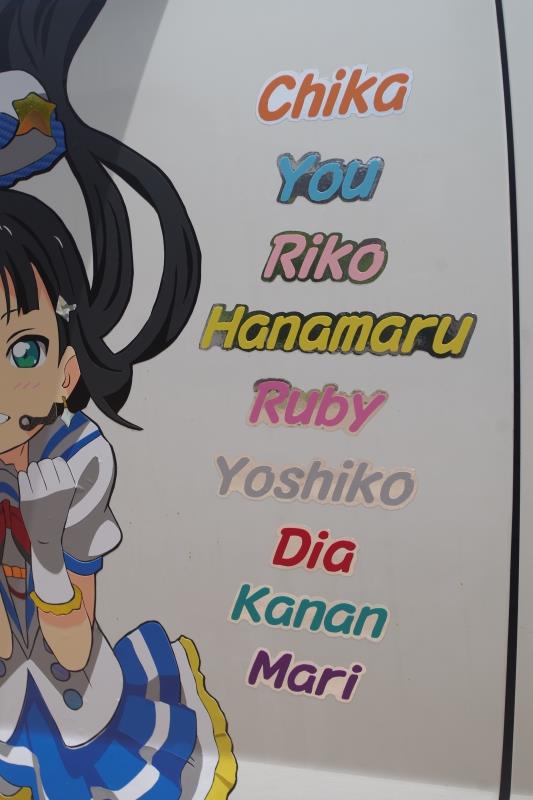 Chika
You
Riko
Hanamaru
Ruby
Yoshiko
Dia
Kanan
Mari